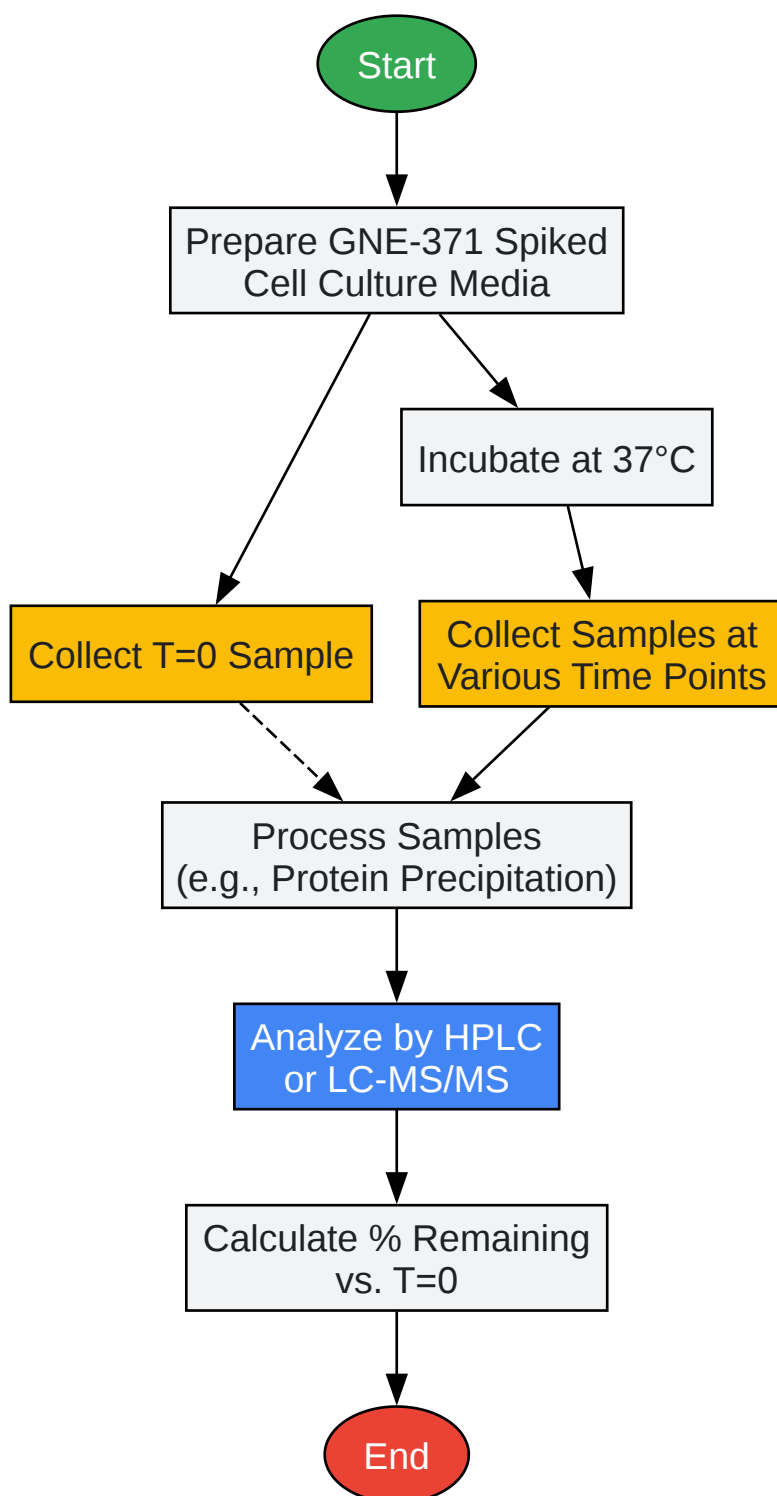 Start
Prepare GNE-371 Spiked
Cell Culture Media
Incubate at 37°C
Collect T=0 Sample
Collect Samples at
Various Time Points
Process Samples
(e.g., Protein Precipitation)
Analyze by HPLC
or LC-MS/MS
Calculate % Remaining
vs. T=0
End